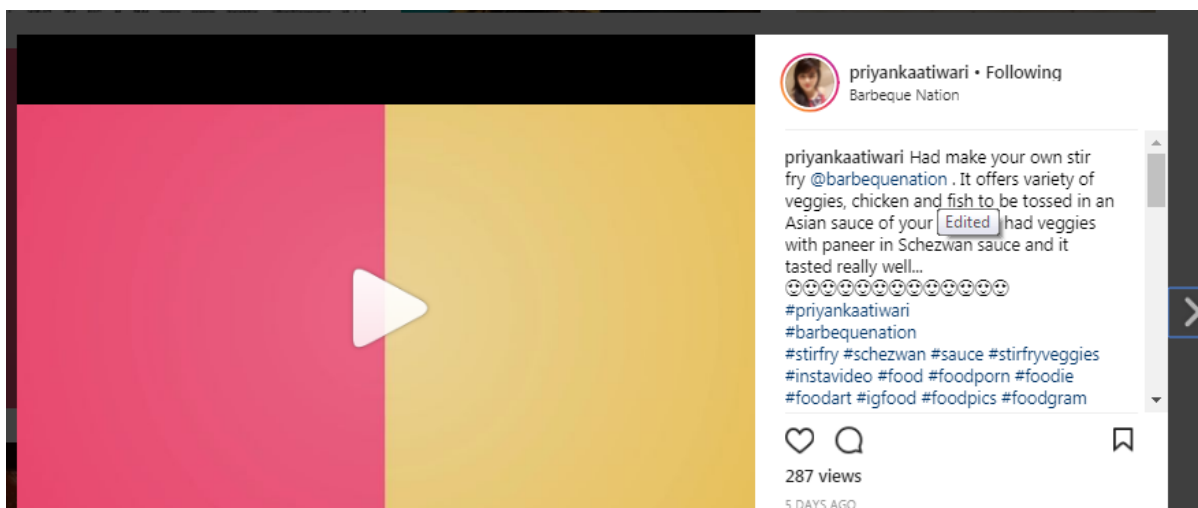 priyankaatiwari • Following
Barbeque Nation
priyankaatiwari Had make your own stir
fry @barbequenation . It offers variety of
veggies, chicken and fish to be tossed in an
Asian sauce of your Edited had veggies
with paneer in Schezwan sauce and it
tasted really well...
☺☺☺☺☺☺☺☺☺☺☺☺☺
#priyankaatiwari
#barbequenation
#stirfry #schezwan #sauce #stirfryveggies
#instavideo #food #foodporn #foodie
#foodart #igfood #foodpics #foodgram
287 views
5 DAYS AGO